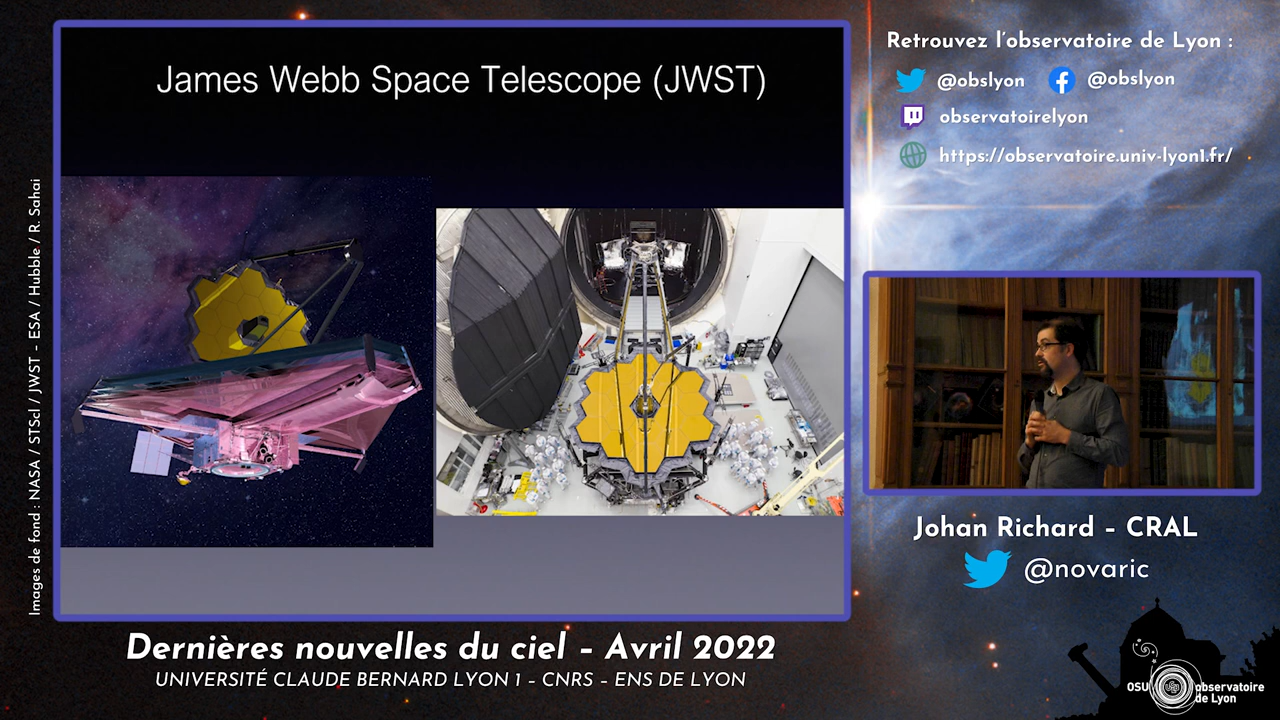 James Webb Space Telescope (JWST)
Images de fond : NASA / STScI / JWST - ESA / Hubble / R. Sahai
Dernières nouvelles du ciel – Avril 2022
UNIVERSITÉ CLAUDE BERNARD LYON 1 – CNRS – ENS DE LYON
Retrouvez l'observatoire de Lyon :
@obslyon @obslyon
observatoirelyon
https://observatoire.univ-lyon1.fr/
Johan Richard – CRAL
@novaric
OSUL observatoire
de Lyon